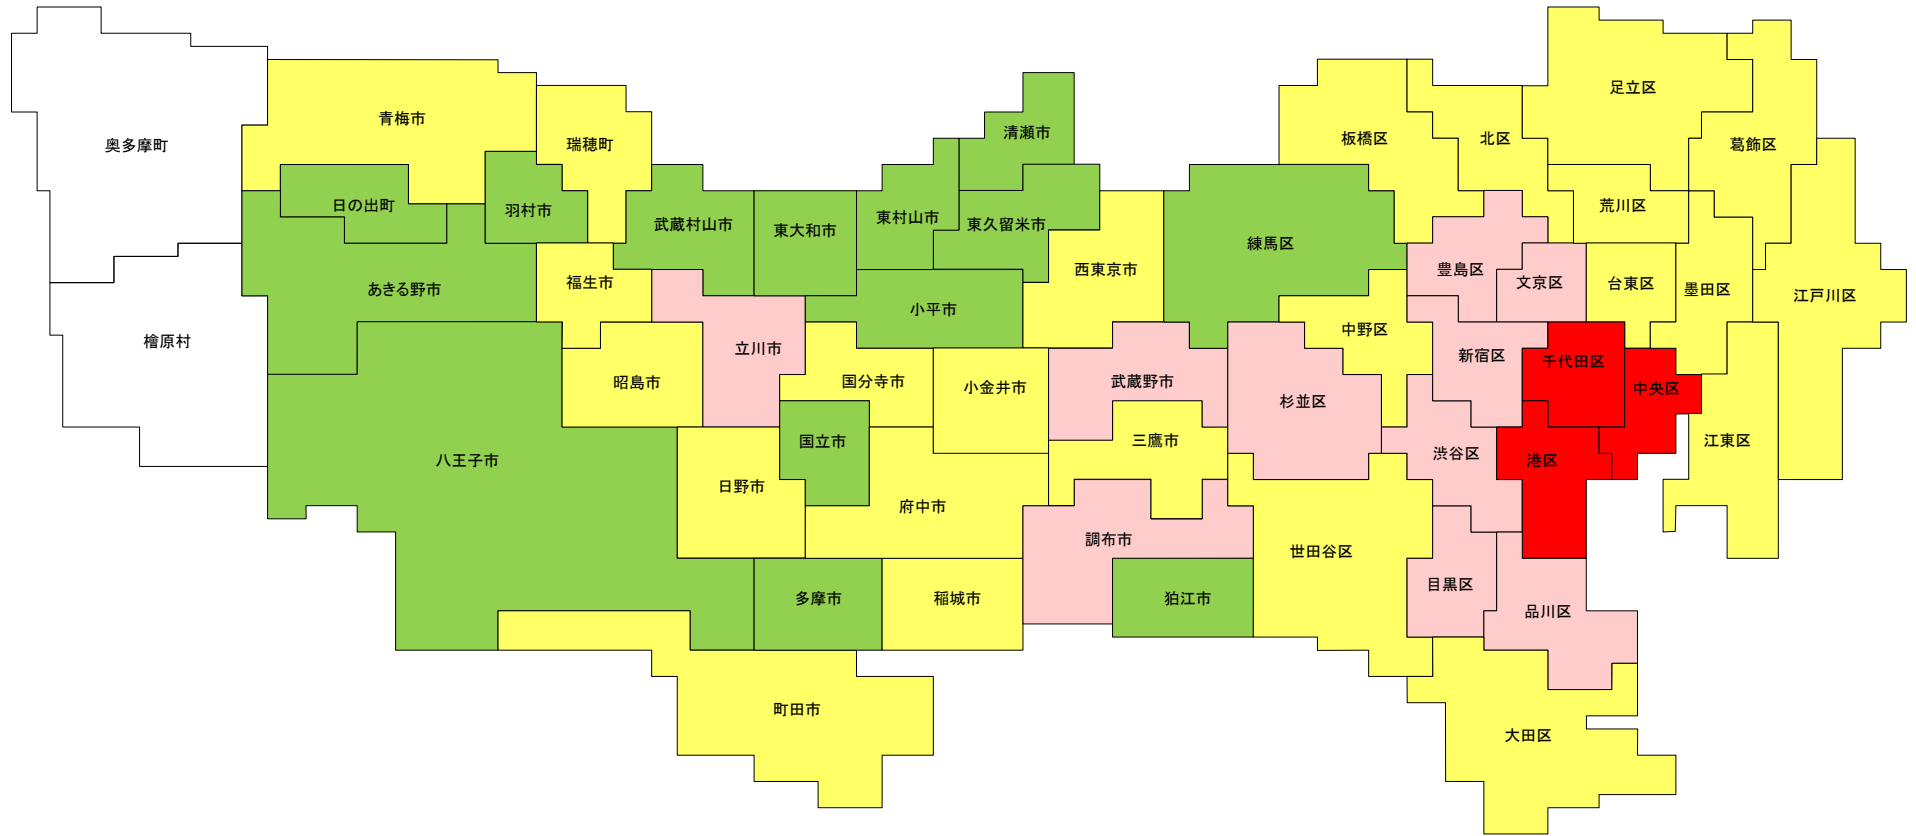 足立区
青梅市
清瀬市
板橋区
北区
奥多摩町
瑞穂町
葛飾区
日の出町
羽村市
荒川区
武蔵村山市
東大和市
東村山市
東久留米市
練馬区
西東京市
豊島区
あきる野市
福生市
文京区
台東区
墨田区
江戸川区
小平市
檜原村
立川市
中野区
新宿区
千代田区
昭島市
国分寺市
小金井市
武蔵野市
杉並区
中央区
国立市
三鷹市
江東区
八王子市
渋谷区
港区
日野市
府中市
調布市
世田谷区
目黒区
多摩市
稲城市
狛江市
品川区
町田市
大田区